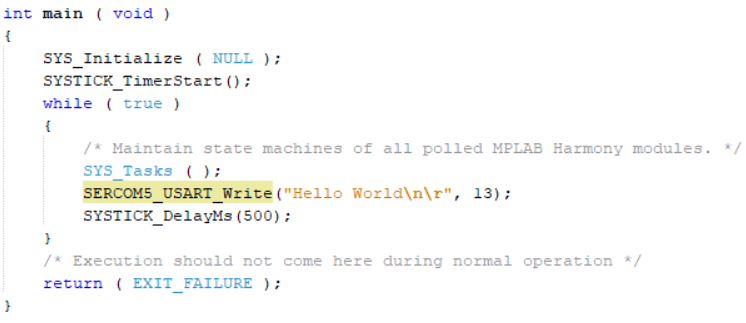 int main ( void )
{
    SYS_Initialize ( NULL );
    SYSTICK_TimerStart();
    while ( true )
    {
        /* Maintain state machines of all polled MPLAB Harmony modules. */
        SYS_Tasks ( );
        SERCOM5_USART_Write("Hello World\n\r", 13);
        SYSTICK_DelayMs(500);
    }
    /* Execution should not come here during normal operation */
    return ( EXIT_FAILURE );
}